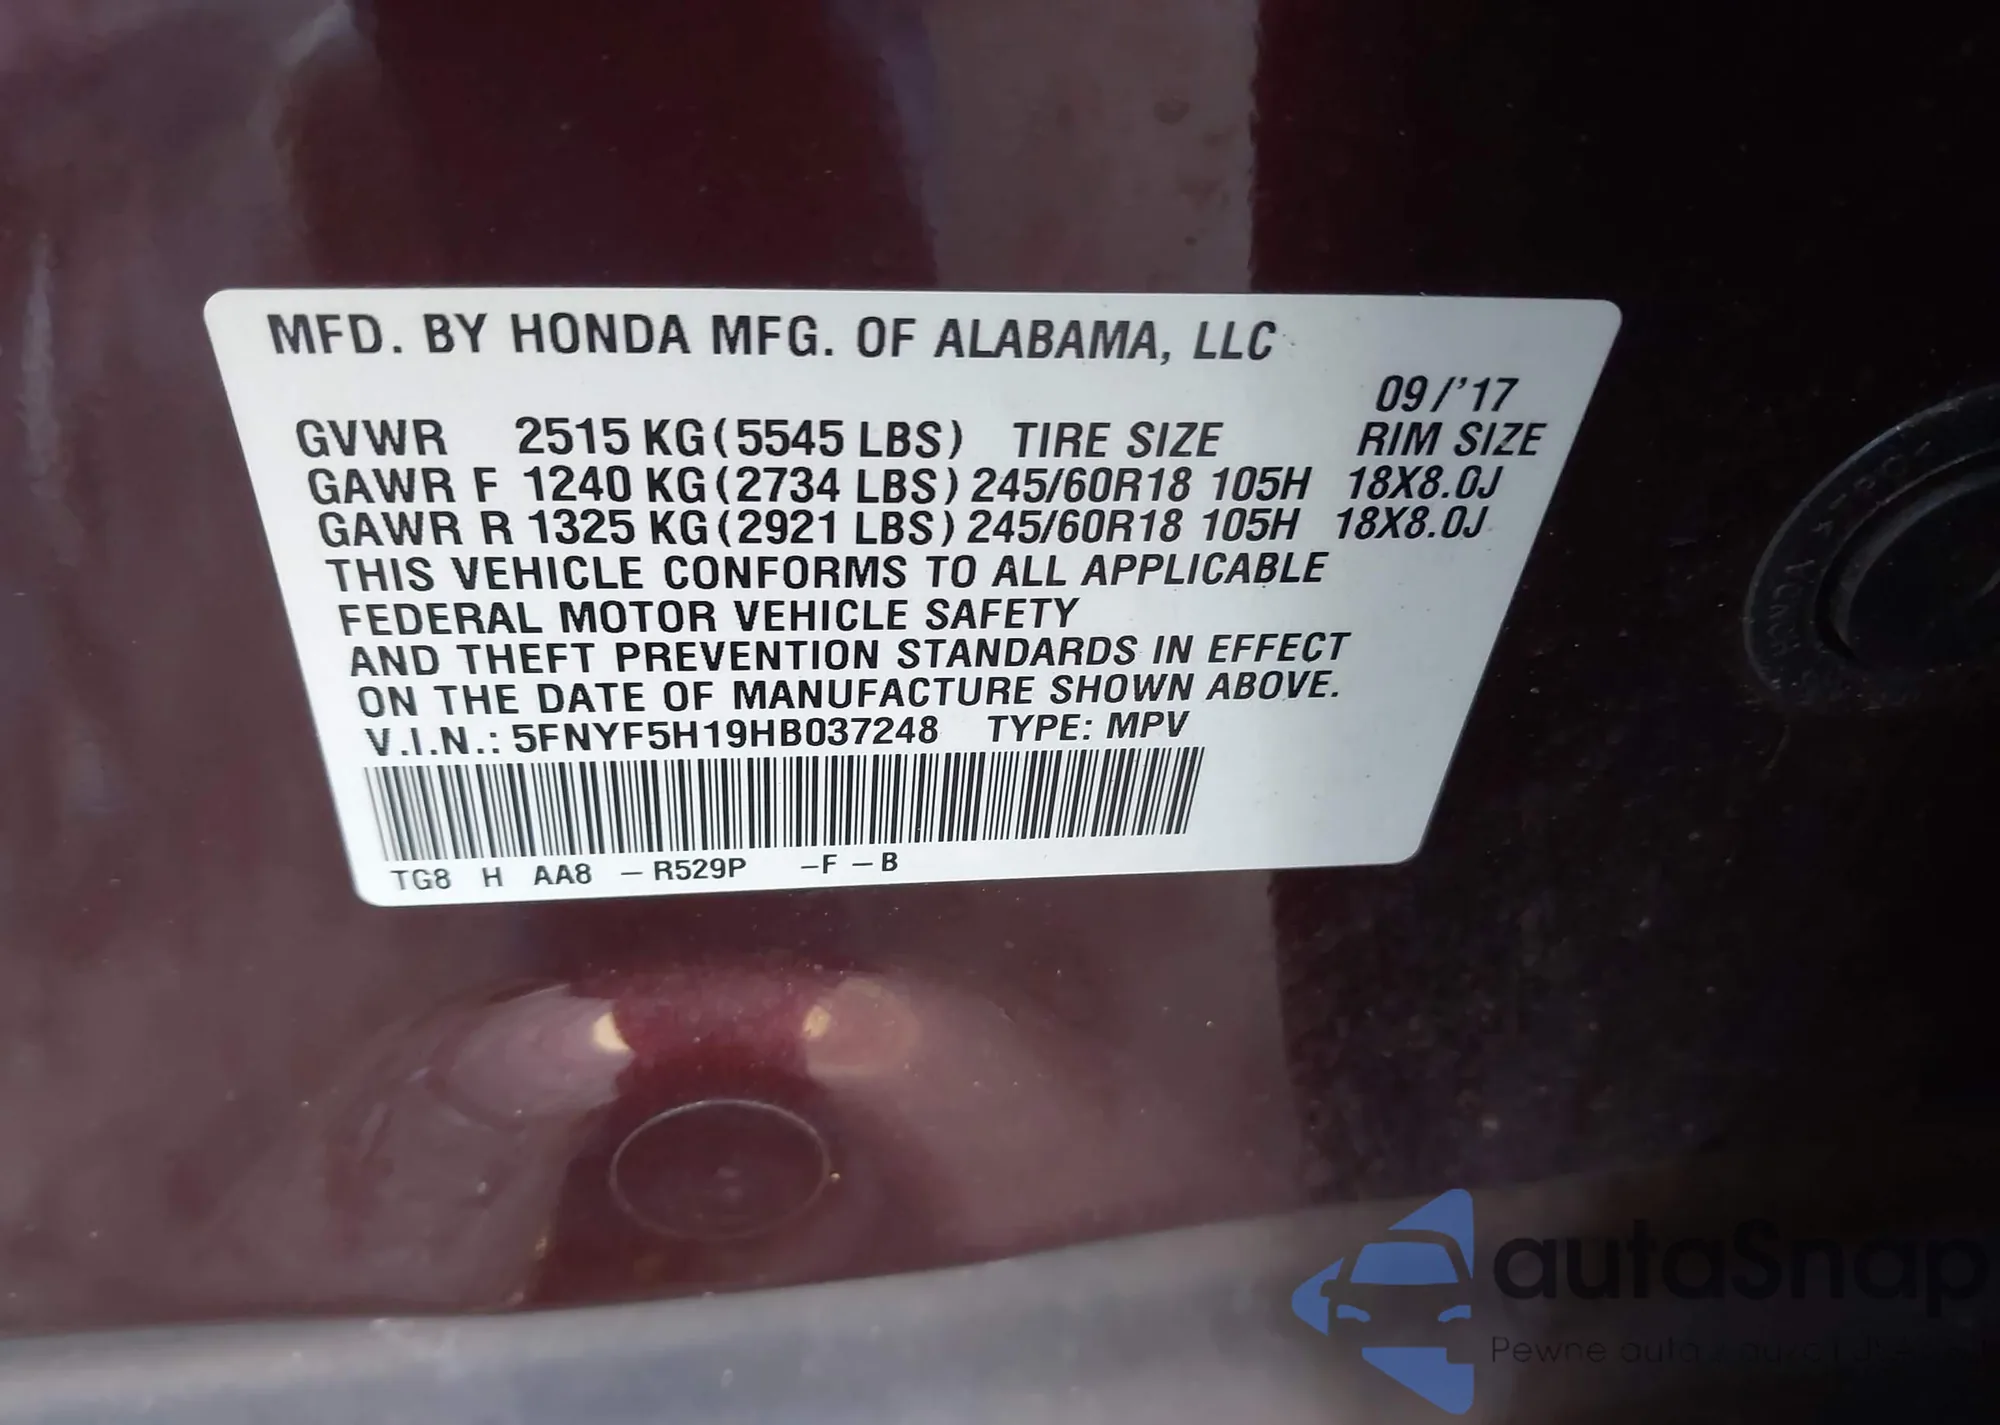 MFD. BY HONDA MFG. OF ALABAMA, LLC
09/'17
GVWR 2515 KG (5545 LBS) TIRE SIZE RIM SIZE
GAWR F 1240 KG (2734 LBS) 245/60R18 105H 18X8.0J
GAWR R 1325 KG (2921 LBS) 245/60R18 105H 18X8.0J
THIS VEHICLE CONFORMS TO ALL APPLICABLE
FEDERAL MOTOR VEHICLE SAFETY
AND THEFT PREVENTION STANDARDS IN EFFECT
ON THE DATE OF MANUFACTURE SHOWN ABOVE.
V.I.N.: 5FNYF5H19HB037248 TYPE: MPV
TG8 H AA8 – R529P –F – B
autaSnap
Pewne auta